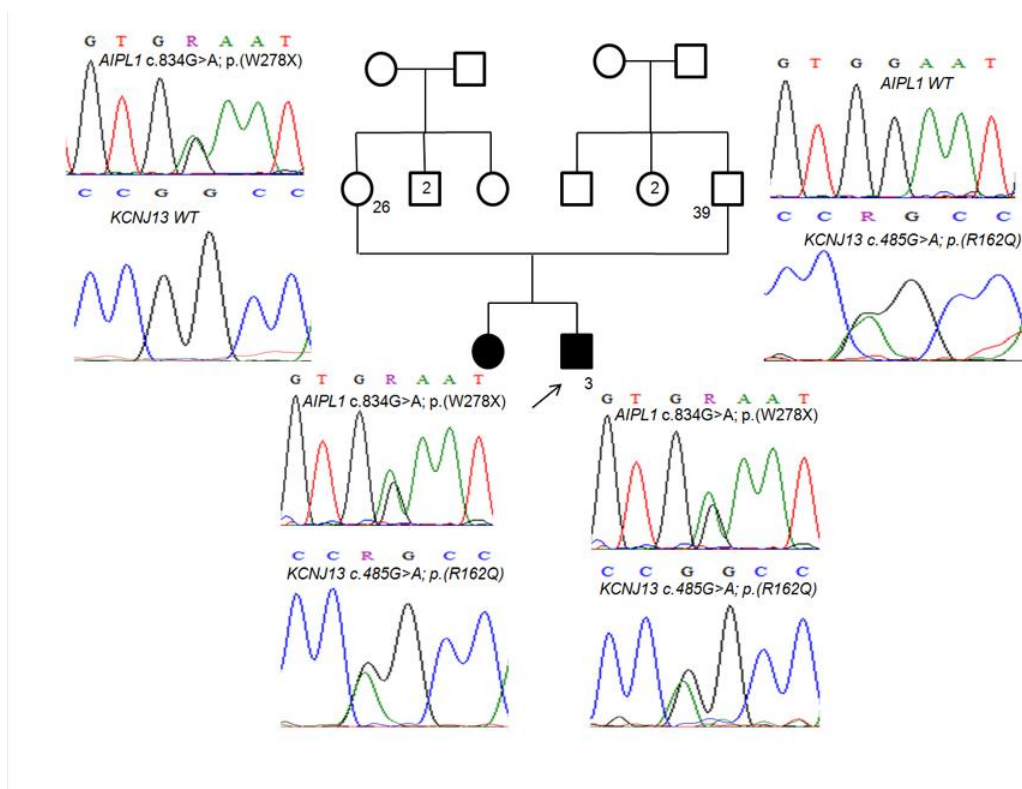 G T G R A A T
AIPL1 c.834G>A; p.(W278X)
C C G G C C
KCNJ13 WT
2
26
2
39
G T G G A A T
AIPL1 WT
C C R G C C
KCNJ13 c.485G>A; p.(R162Q)
3
G T G R A A T
AIPL1 c.834G>A; p.(W278X)
C C R G C C
KCNJ13 c.485G>A; p.(R162Q)
G T G R A A T
AIPL1 c.834G>A; p.(W278X)
C C G G C C
KCNJ13 c.485G>A; p.(R162Q)